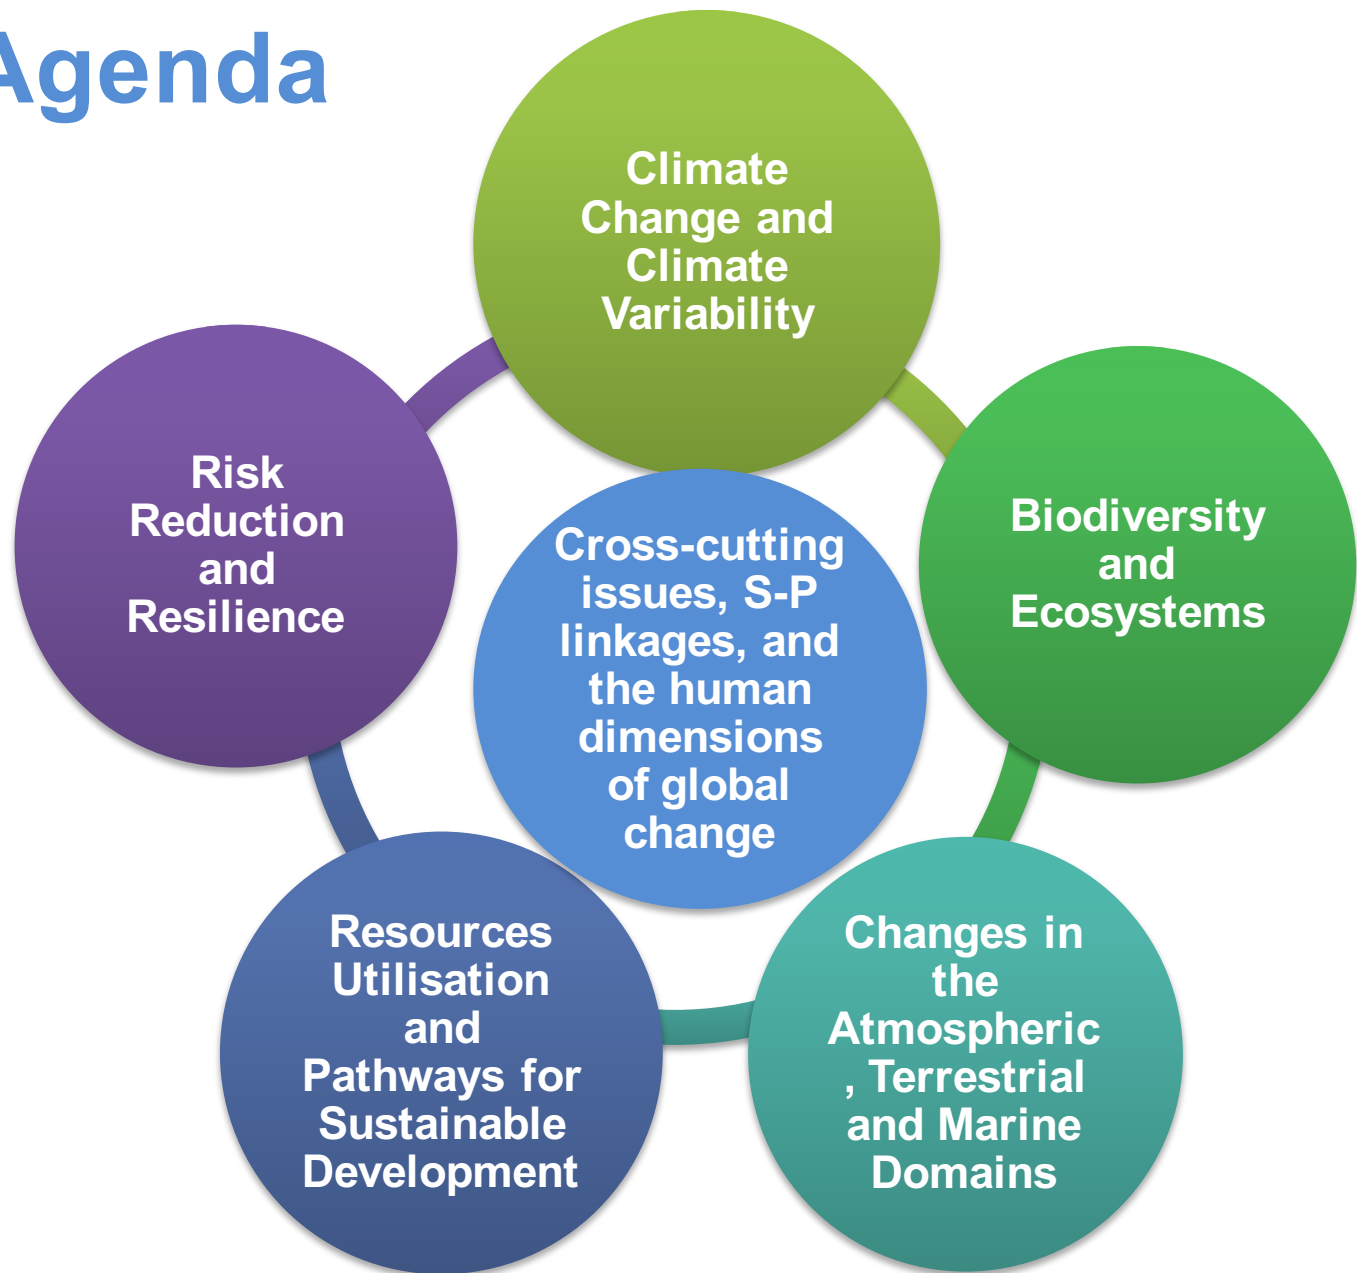 Agenda
Climate
Change and
Climate
Variability
Biodiversity
and
Ecosystems
Changes in
the
Atmospheric
, Terrestrial
and Marine
Domains
Resources
Utilisation
and
Pathways for
Sustainable
Development
Risk
Reduction
and
Resilience
Cross-cutting
issues, S-P
linkages, and
the human
dimensions
of global
change